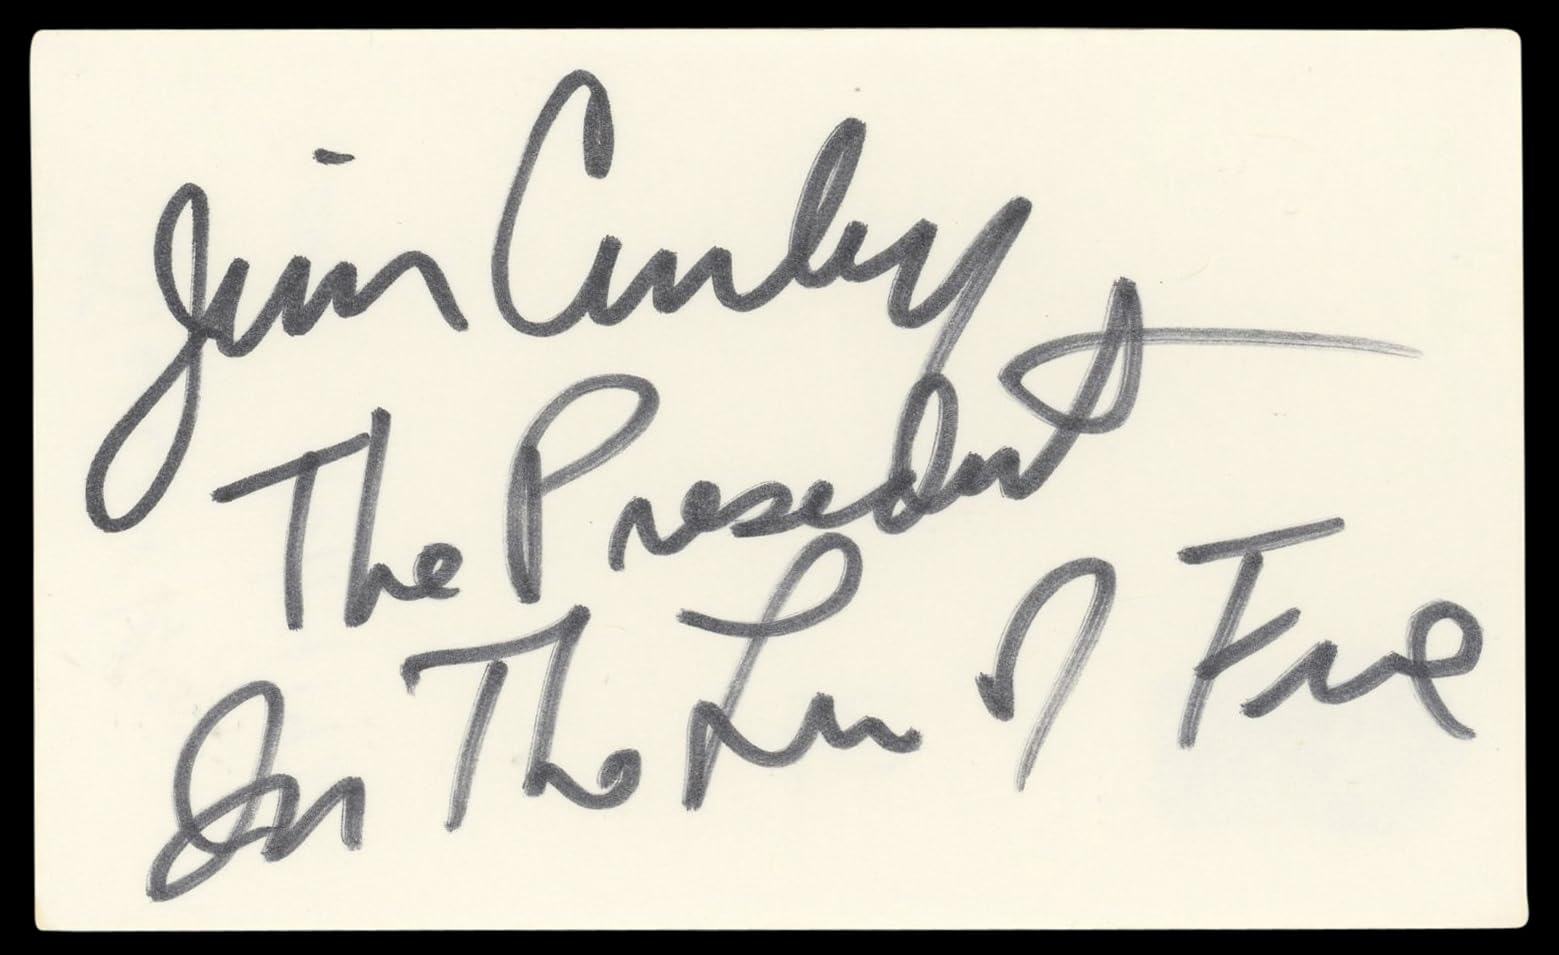 Jim Curley
The President
In The Line of Fire